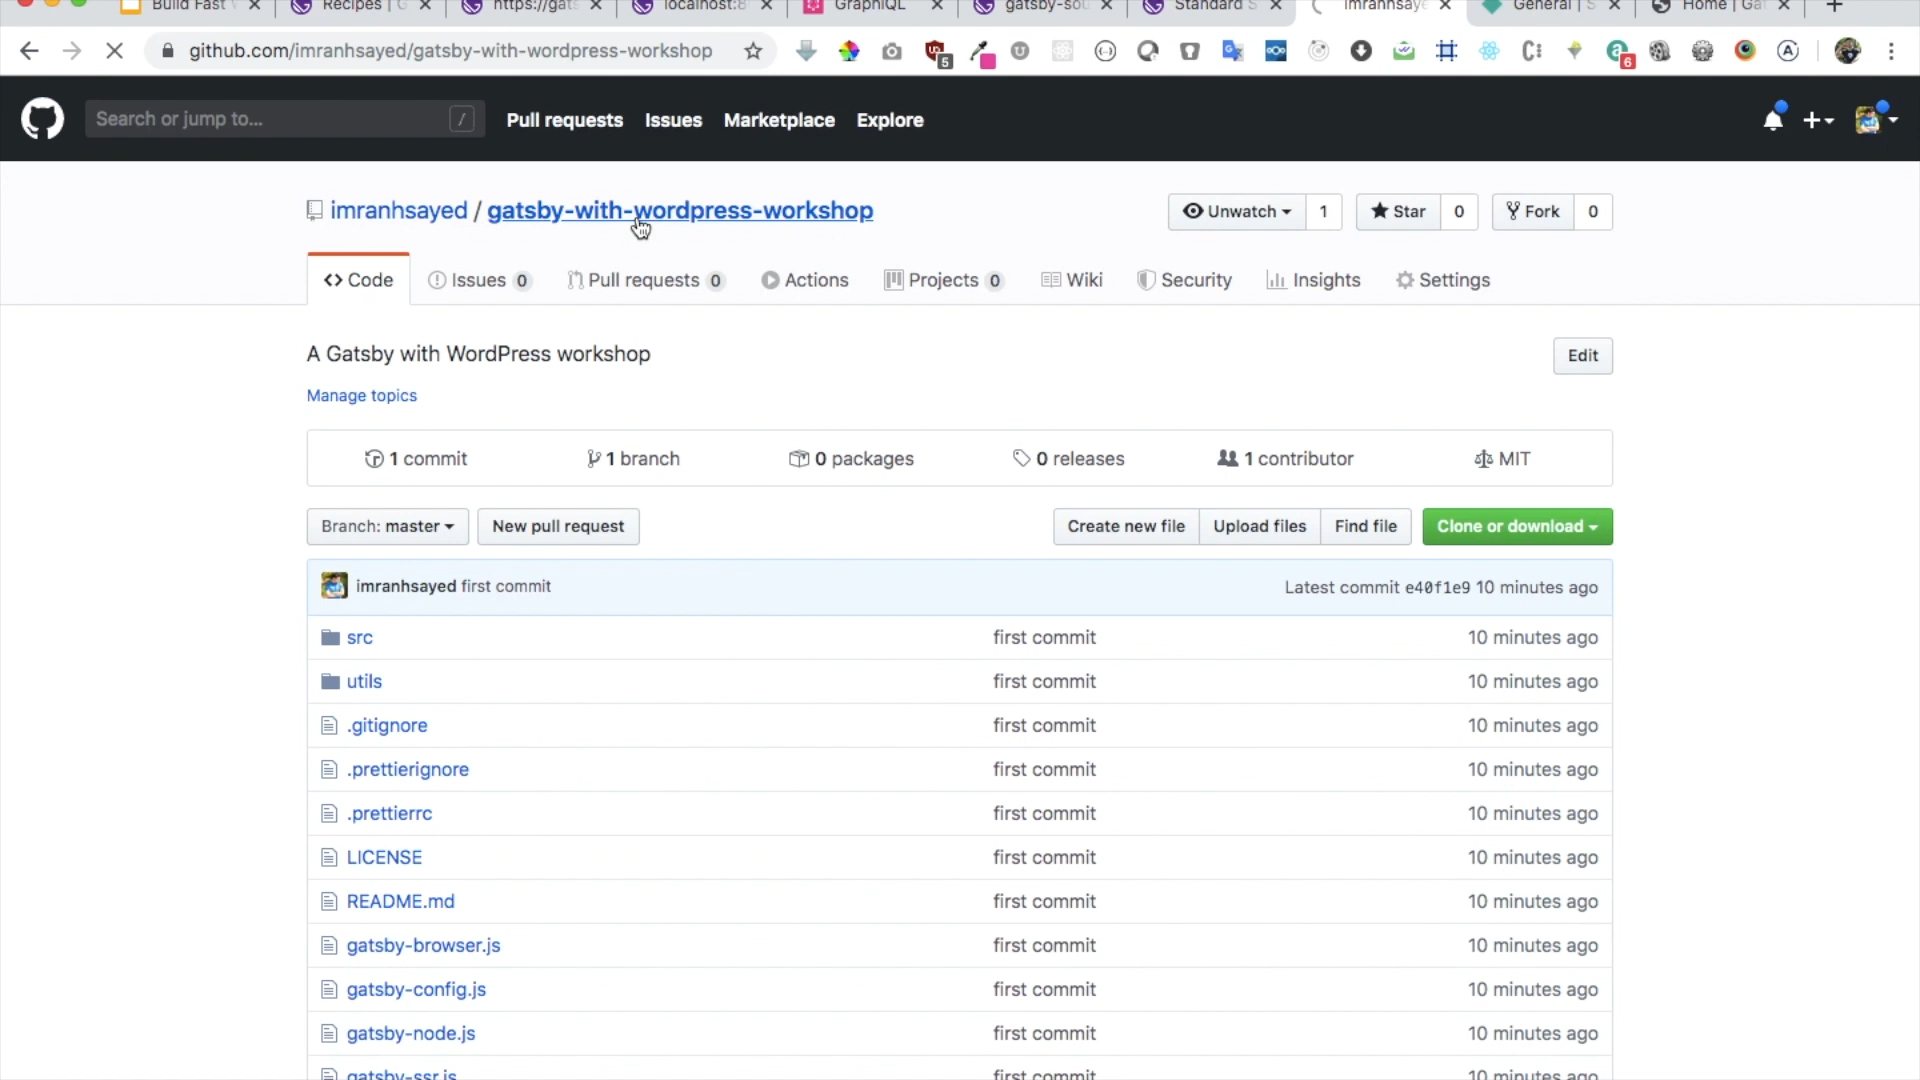 Build Fast
Recipes | G
https://gats
localhost:8
GraphiQL
gatsby-sou
Standard S
imranhsaye
General | S
Home | Gat
github.com/imranhsayed/gatsby-with-wordpress-workshop
5
6
Search or jump to...
/
Pull requests
Issues
Marketplace
Explore
imranhsayed / gatsby-with-wordpress-workshop
Unwatch
1
Star
0
Fork
0
Code
Issues 0
Pull requests 0
Actions
Projects 0
Wiki
Security
Insights
Settings
A Gatsby with WordPress workshop
Edit
Manage topics
1 commit
1 branch
0 packages
0 releases
1 contributor
MIT
Branch: master
New pull request
Create new file
Upload files
Find file
Clone or download
imranhsayed first commit
Latest commit e40f1e9 10 minutes ago
src first commit 10 minutes ago
utils first commit 10 minutes ago
.gitignore first commit 10 minutes ago
.prettierignore first commit 10 minutes ago
.prettierrc first commit 10 minutes ago
LICENSE first commit 10 minutes ago
README.md first commit 10 minutes ago
gatsby-browser.js first commit 10 minutes ago
gatsby-config.js first commit 10 minutes ago
gatsby-node.js first commit 10 minutes ago
gatsby-ssr.js first commit 10 minutes ago